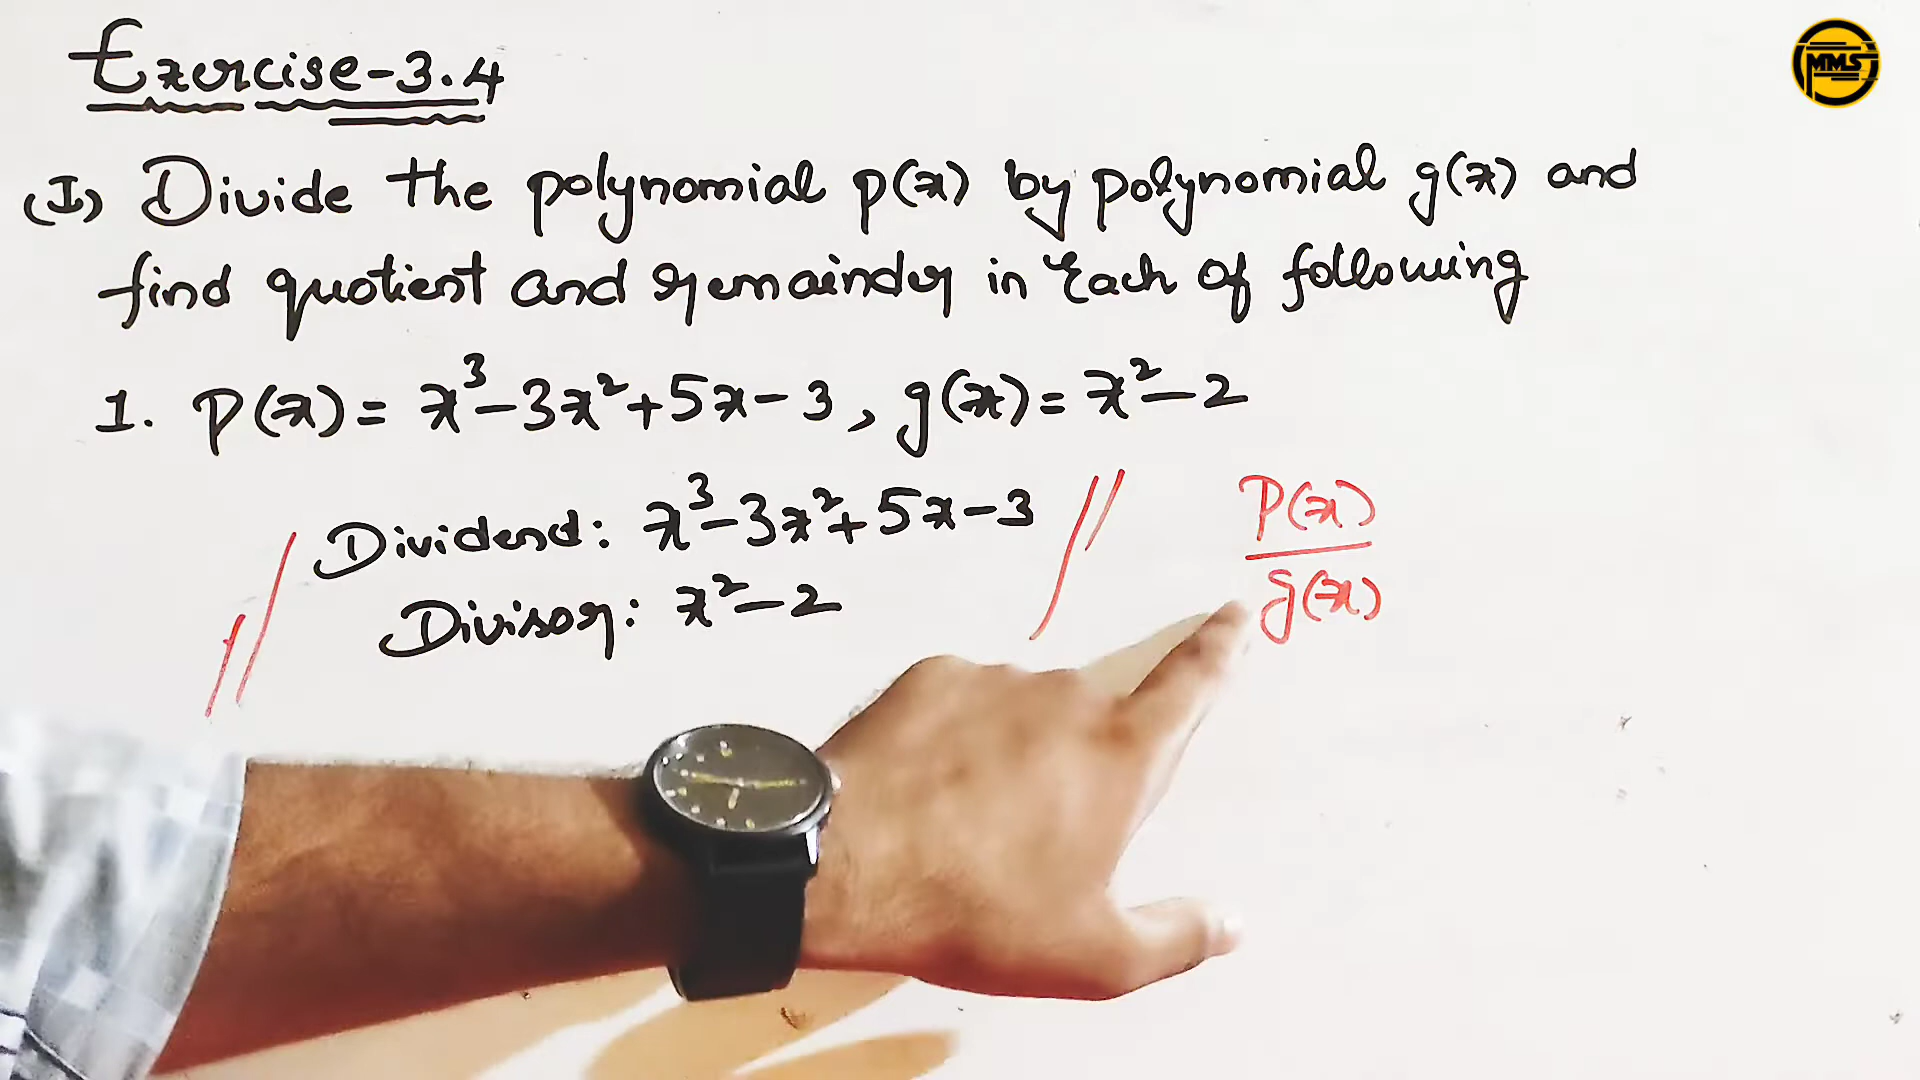 Exercise-3.4
MMS
(I) Divide the polynomial p(x) by polynomial g(x) and
find quotient and remainder in Each of following
1. P(x) = x³-3x²+5x-3, g(x) = x²-2
Dividend: x³-3x²+5x-3
Divisor: x²-2
P(x)
g(x)